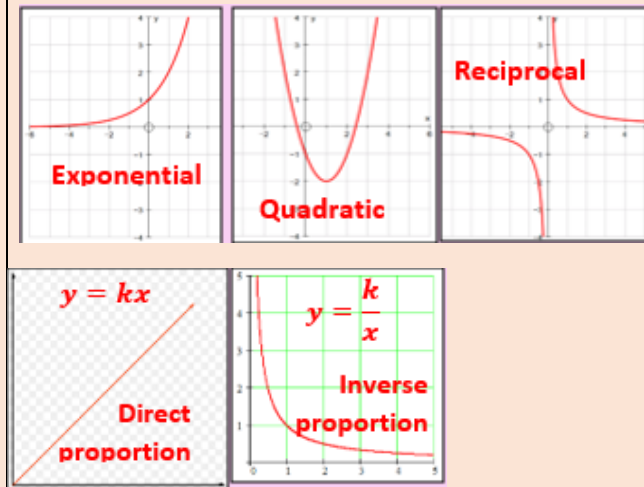 Exponential
Quadratic
Reciprocal
y = kx
Direct
proportion
y = k/x
Inverse
proportion